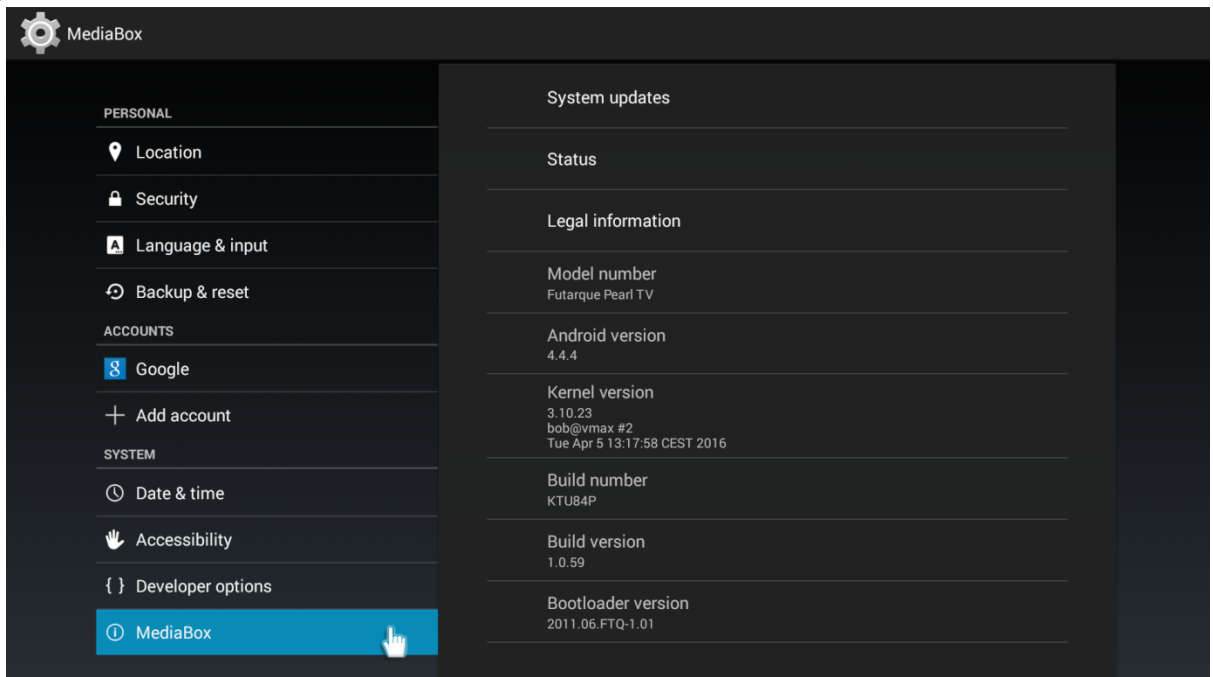 MediaBox
PERSONAL
Location
Security
Language & input
Backup & reset
ACCOUNTS
Google
Add account
SYSTEM
Date & time
Accessibility
Developer options
MediaBox
System updates
Status
Legal information
Model number
Futarque Pearl TV
Android version
4.4.4
Kernel version
3.10.23
bob@vmax #2
Tue Apr 5 13:17:58 CEST 2016
Build number
KTU84P
Build version
1.0.59
Bootloader version
2011.06.FTQ-1.01